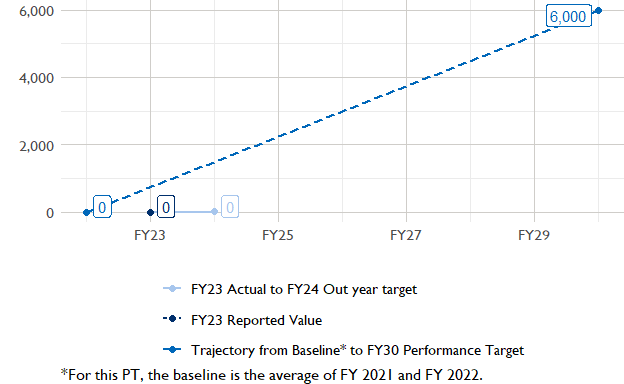 6,000
6,000
4,000
2,000
0
0
0
0
FY23 FY25 FY27 FY29
FY23 Actual to FY24 Out year target
FY23 Reported Value
Trajectory from Baseline* to FY30 Performance Target
*For this PT, the baseline is the average of FY 2021 and FY 2022.